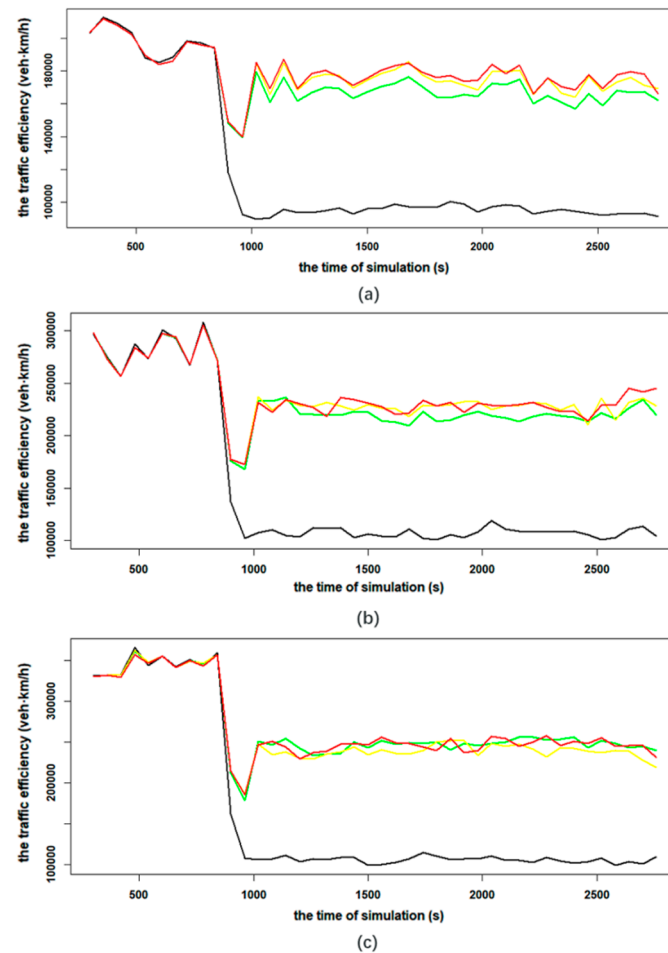 the traffic efficiency (veh·km/h)
180000
140000
100000
500 1000 1500 2000 2500
the time of simulation (s)
(a)
the traffic efficiency (veh·km/h)
300000
250000
200000
150000
100000
500 1000 1500 2000 2500
the time of simulation (s)
(b)
the traffic efficiency (veh·km/h)
300000
200000
100000
500 1000 1500 2000 2500
the time of simulation (s)
(c)